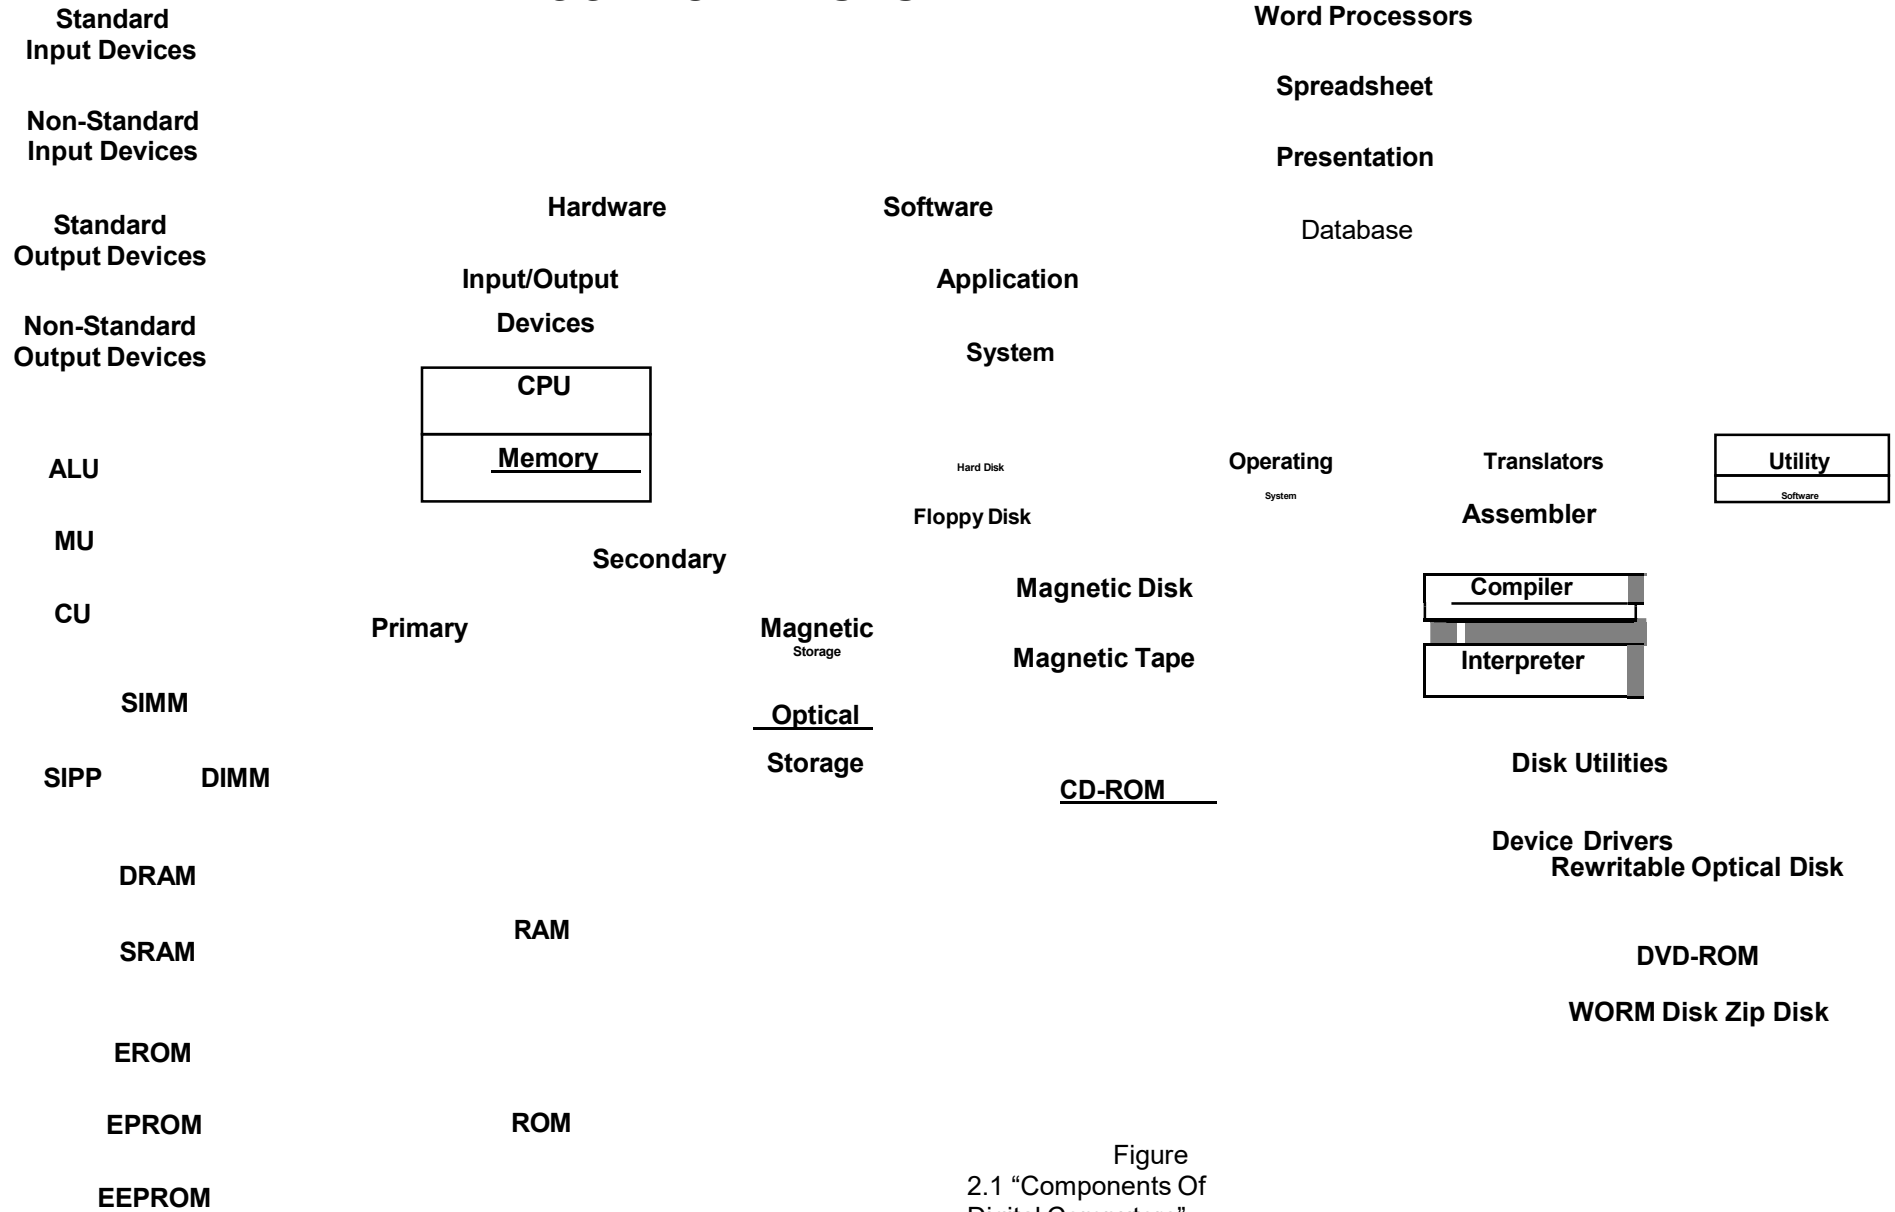 Standard
Input Devices
Non-Standard
Input Devices
Standard
Output Devices
Non-Standard
Output Devices
Word Processors
Spreadsheet
Presentation
Database
Hardware
Software
Input/Output
Devices
Application
System
CPU
Memory
ALU
MU
CU
Hard Disk
Floppy Disk
Operating
System
Translators
Utility
Software
Assembler
Compiler
Interpreter
Secondary
Primary
Magnetic
Storage
Magnetic Disk
Magnetic Tape
Optical
Storage
SIMM
SIPP
DIMM
CD-ROM
Disk Utilities
Device Drivers
Rewritable Optical Disk
DRAM
SRAM
RAM
DVD-ROM
WORM Disk Zip Disk
EROM
EPROM
EEPROM
ROM
Figure
2.1 “Components Of
Digital Computers”